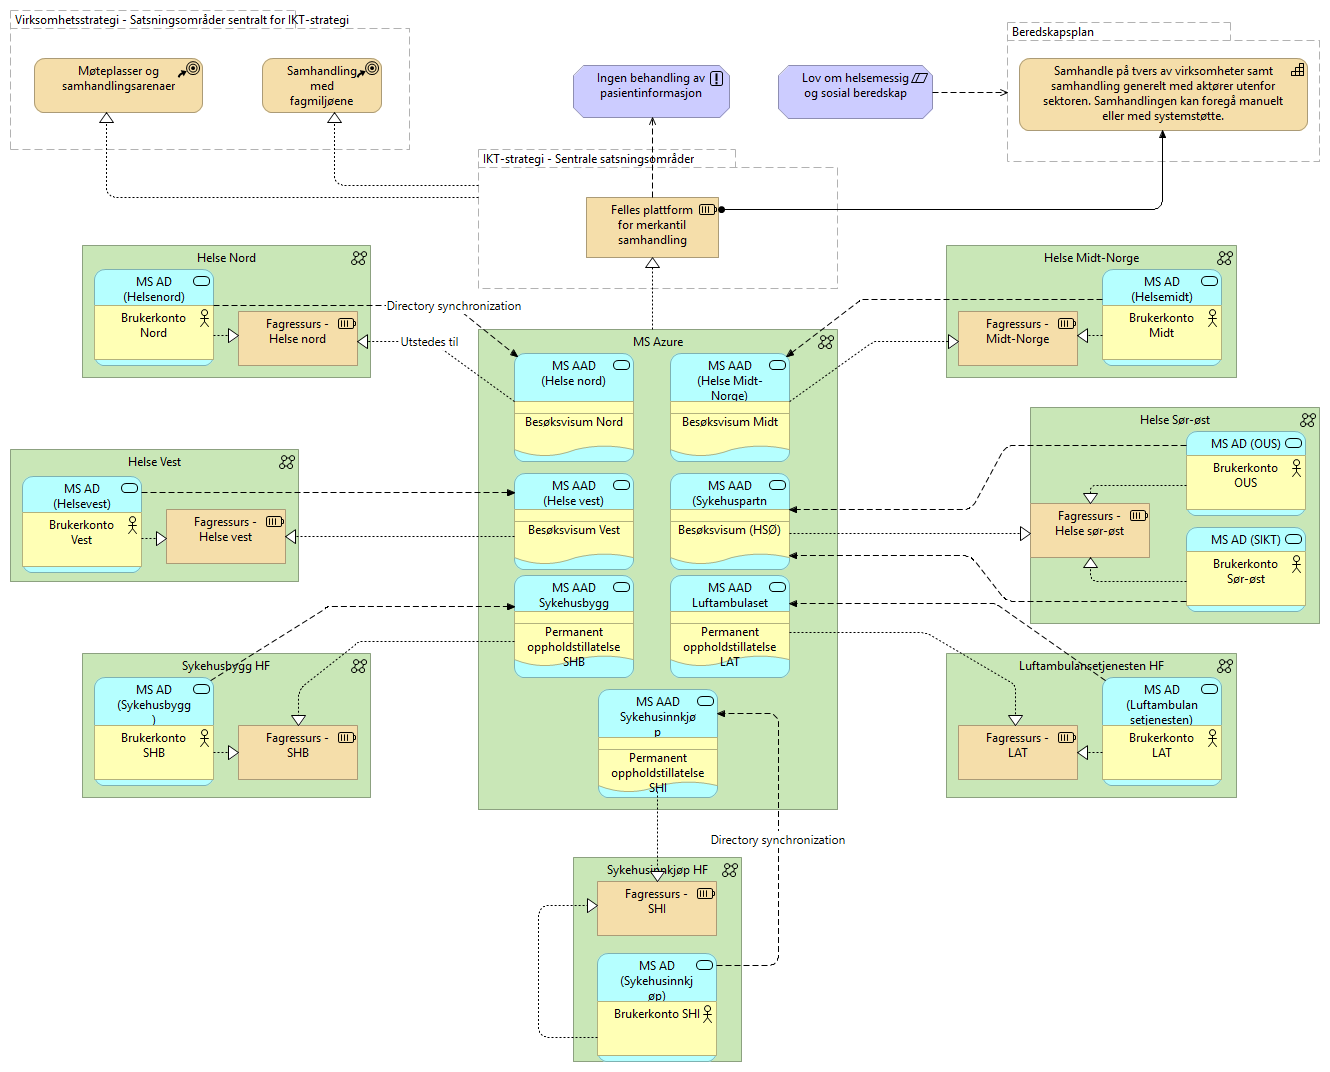 Virksomhetsstrategi - Satsningsområder sentralt for IKT-strategi
Møteplasser og
samhandlingsarenaer
Samhandling
med
fagmiljøene
Ingen behandling av
pasientinformasjon
Lov om helsemessig
og sosial beredskap
Beredskapsplan
Samhandle på tvers av virksomheter samt
samhandling generelt med aktører utenfor
sektoren. Samhandlingen kan foregå manuelt
eller med systemstøtte.
IKT-strategi - Sentrale satsningsområder
Felles plattform
for merkantil
samhandling
Helse Nord
MS AD
(Helsenord)
Brukerkonto
Nord
Fagressurs -
Helse nord
Directory synchronization
Utstedes til
Helse Midt-Norge
MS AD
(Helsemidt)
Brukerkonto
Midt
Fagressurs -
Midt-Norge
MS Azure
MS AAD
(Helse nord)
Besøksvisum Nord
MS AAD
(Helse Midt-
Norge)
Besøksvisum Midt
MS AAD
(Helse vest)
Besøksvisum Vest
MS AAD
(Sykehuspartn
Besøksvisum (HSØ)
MS AAD
Sykehusbygg
Permanent
oppholdstillatelse
SHB
MS AAD
Luftambulaset
Permanent
oppholdstillatelse
LAT
MS AAD
Sykehusinnkjø
p
Permanent
oppholdstillatelse
SHI
Helse Vest
MS AD
(Helsevest)
Brukerkonto
Vest
Fagressurs -
Helse vest
Helse Sør-øst
MS AD (OUS)
Brukerkonto
OUS
Fagressurs -
Helse sør-øst
MS AD (SIKT)
Brukerkonto
Sør-øst
Sykehusbygg HF
MS AD
(Sykehusbygg
)
Brukerkonto
SHB
Fagressurs -
SHB
Luftambulansetjenesten HF
MS AD
(Luftambulan
setjenesten)
Brukerkonto
LAT
Fagressurs -
LAT
Directory synchronization
Sykehusinnkjøp HF
Fagressurs -
SHI
MS AD
(Sykehusinnkj
øp)
Brukerkonto SHI